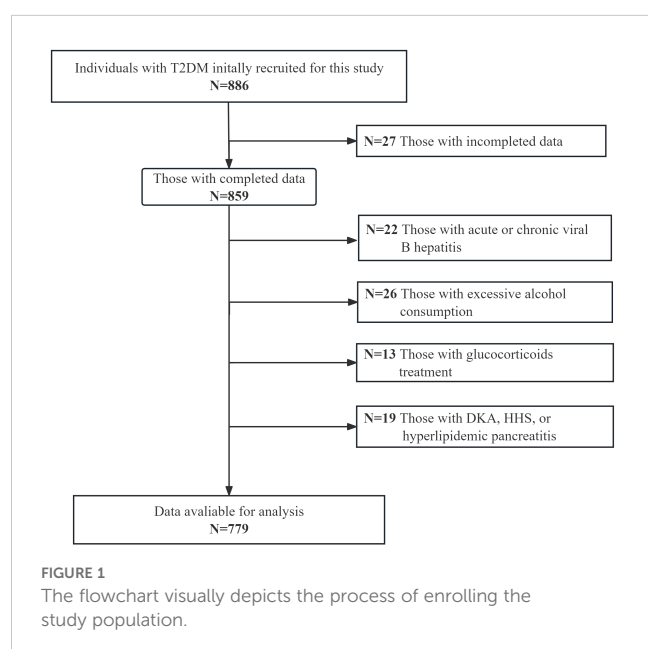 Individuals with T2DM initally recruited for this study
N=886
N=27 Those with incompleted data
Those with completed data
N=859
N=22 Those with acute or chronic viral
B hepatitis
N=26 Those with excessive alcohol
consumption
N=13 Those with glucocorticoids
treatment
N=19 Those with DKA, HHS, or
hyperlipidemic pancreatitis
Data avaliable for analysis
N=779
FIGURE 1
The flowchart visually depicts the process of enrolling the
study population.